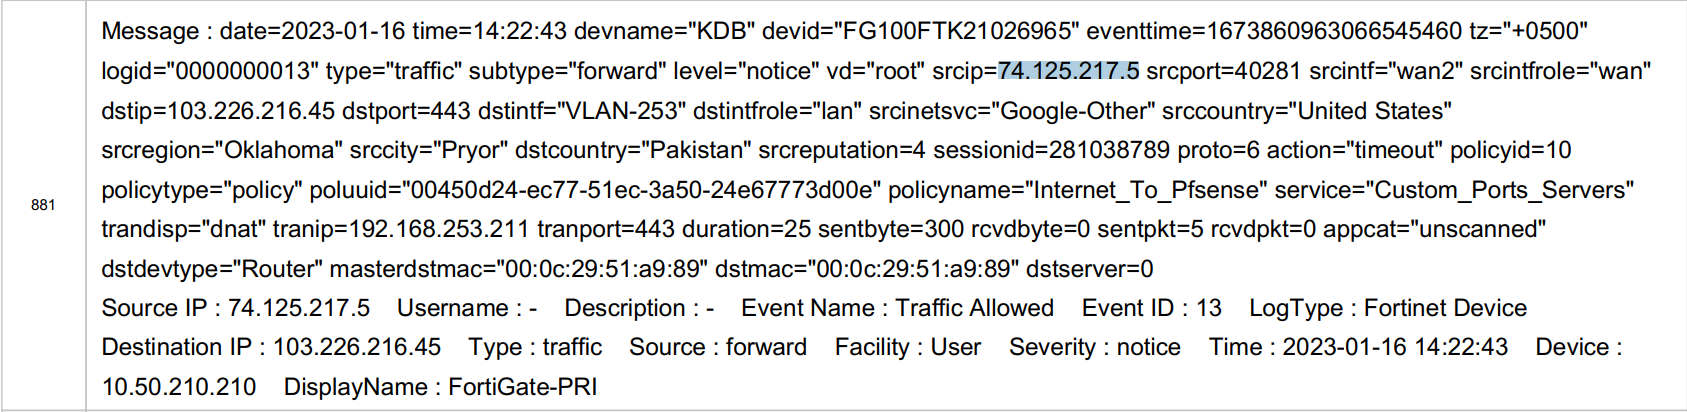 Message : date=2023-01-16 time=14:22:43 devname="KDB" devid="FG100FTK21026965" eventtime=1673860963066545460 tz="+0500"
logid="0000000013" type="traffic" subtype="forward" level="notice" vd="root" srcip=74.125.217.5 srcport=40281 srcintf="wan2" srcintfrole="wan"
dstip=103.226.216.45 dstport=443 dstintf="VLAN-253" dstintfrole="lan" srcinetsvc="Google-Other" srccountry="United States"
srcregion="Oklahoma" srccity="Pryor" dstcountry="Pakistan" srcreputation=4 sessionid=281038789 proto=6 action="timeout" policyid=10
policytype="policy" poluuid="00450d24-ec77-51ec-3a50-24e67773d00e" policyname="Internet_To_Pfsense" service="Custom_Ports_Servers"
881
trandisp="dnat" tranip=192.168.253.211 tranport=443 duration=25 sentbyte=300 rcvdbyte=0 sentpkt=5 rcvdpkt=0 appcat="unscanned"
dstdevtype="Router" masterdstmac="00:0c:29:51:a9:89" dstmac="00:0c:29:51:a9:89" dstserver=0
Source IP : 74.125.217.5 Username : - Description : - Event Name : Traffic Allowed Event ID : 13 LogType : Fortinet Device
Destination IP : 103.226.216.45 Type : traffic Source : forward Facility : User Severity : notice Time : 2023-01-16 14:22:43 Device :
10.50.210.210 DisplayName : FortiGate-PRI